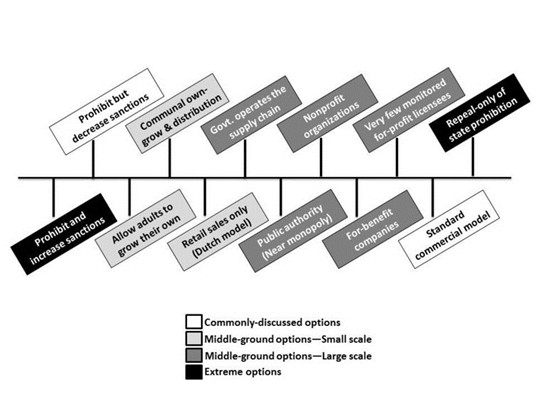 Prohibit but
decrease sanctions
Communal own-
grow & distribution
Govt. operates the
supply chain
Nonprofit
organizations
Very few monitored
for-profit licensees
Repeal-only of
state prohibition
Prohibit and
increase sanctions
Allow adults to
grow their own
Retail sales only
(Dutch model)
Public authority
(Near monopoly)
For-benefit
companies
Standard
commercial model
Commonly-discussed options
Middle-ground options—Small scale
Middle-ground options—Large scale
Extreme options